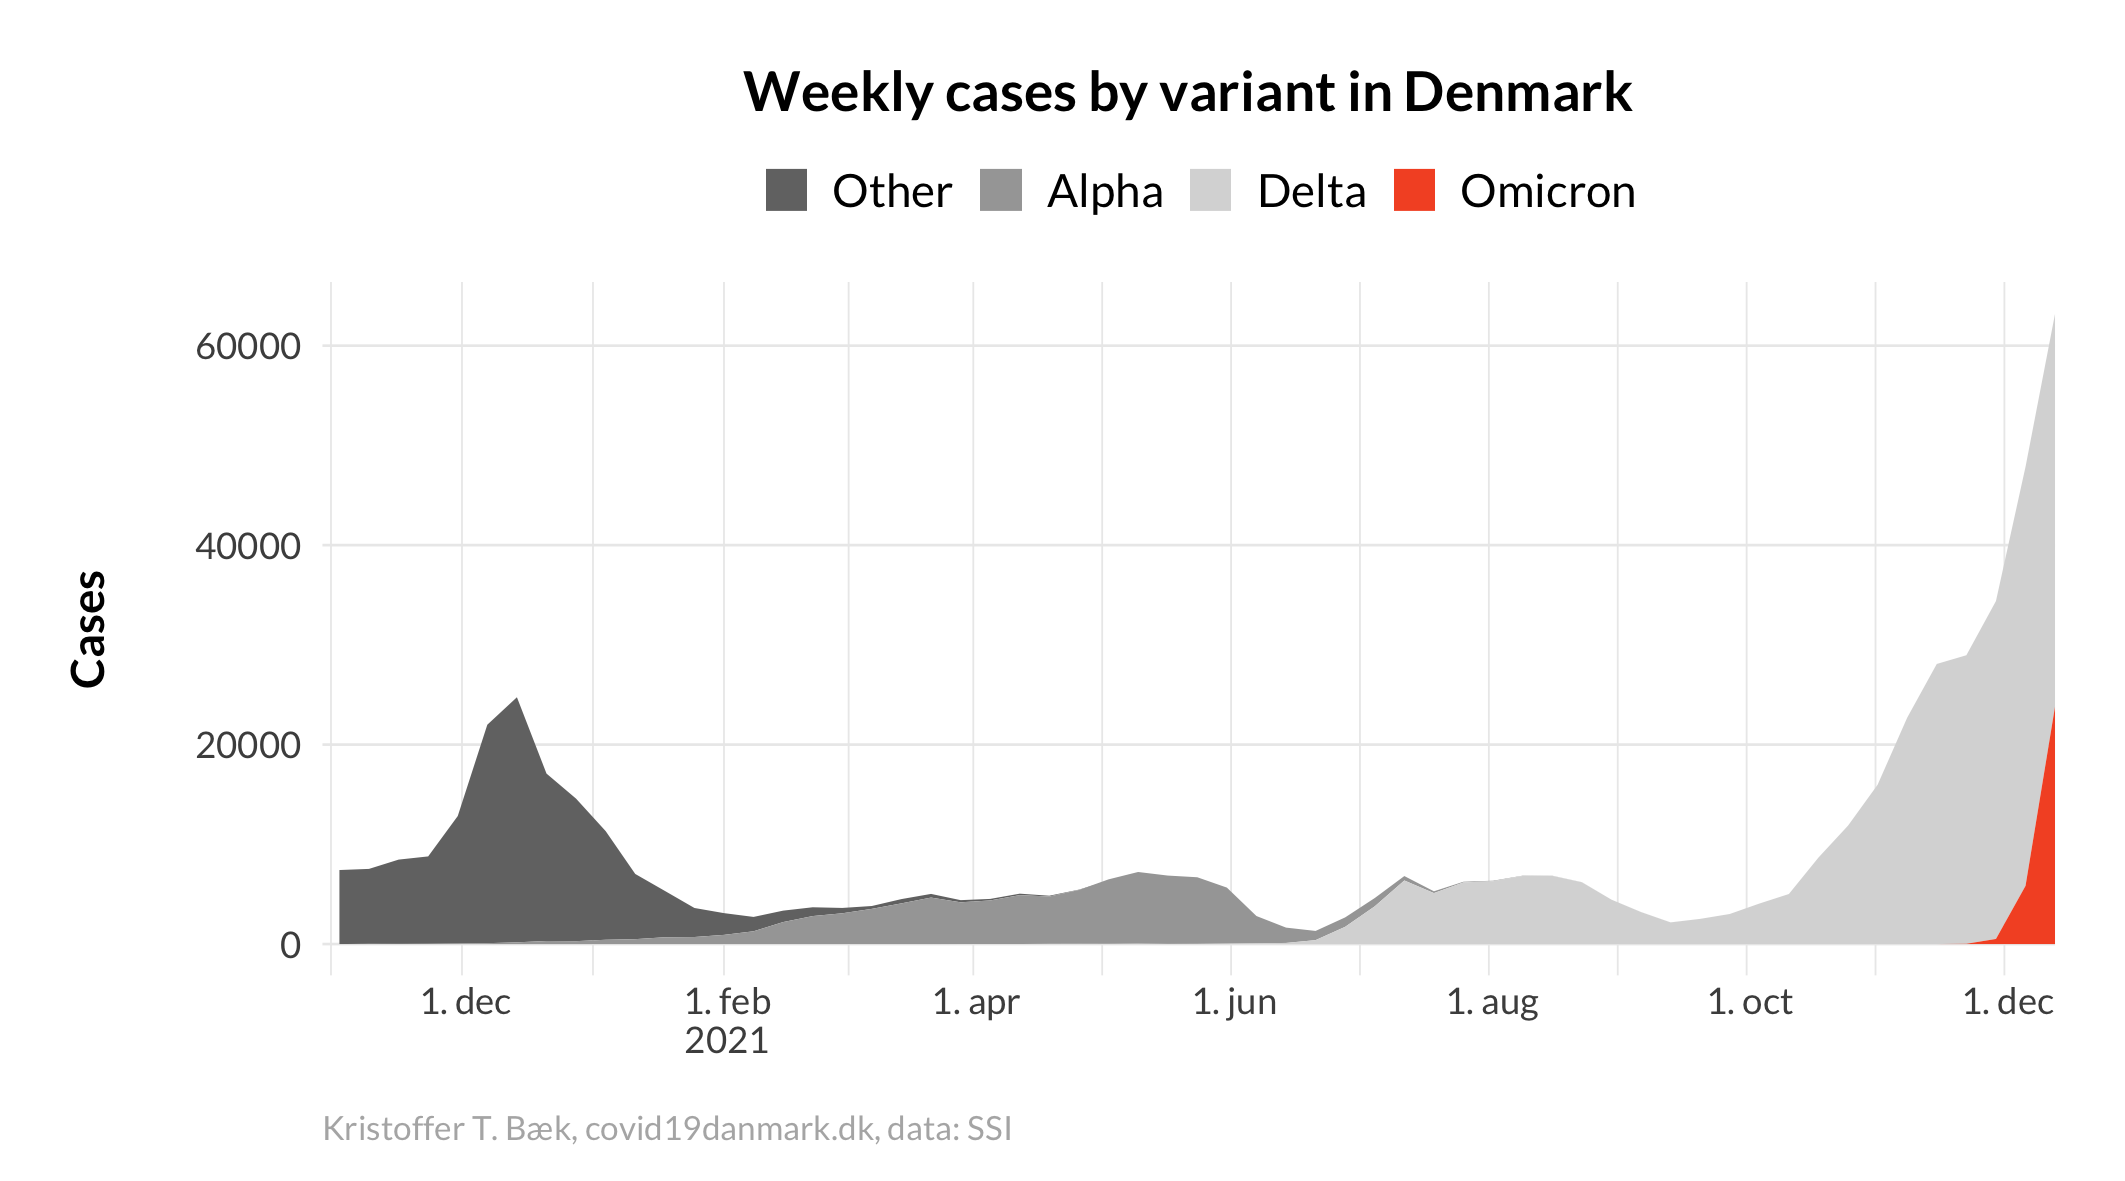 Weekly cases by variant in Denmark
Other Alpha Delta Omicron
60000
40000
20000
0
Cases
1. dec 1. feb 1. apr 1. jun 1. aug 1. oct 1. dec
2021
Kristoffer T. Bæk, covid19danmark.dk, data: SSI